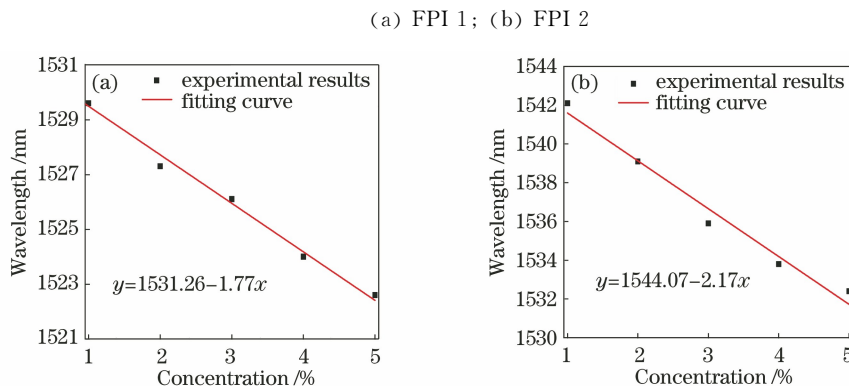 (a) FPI 1; (b) FPI 2
(a) experimental results
fitting curve
1531
1529
1527
1525
1523
1521
Wavelength /nm
y=1531.26−1.77x
1 2 3 4 5
Concentration /%
(b) experimental results
fitting curve
1544
1542
1540
1538
1536
1534
1532
1530
Wavelength /nm
y=1544.07−2.17x
1 2 3 4 5
Concentration /%